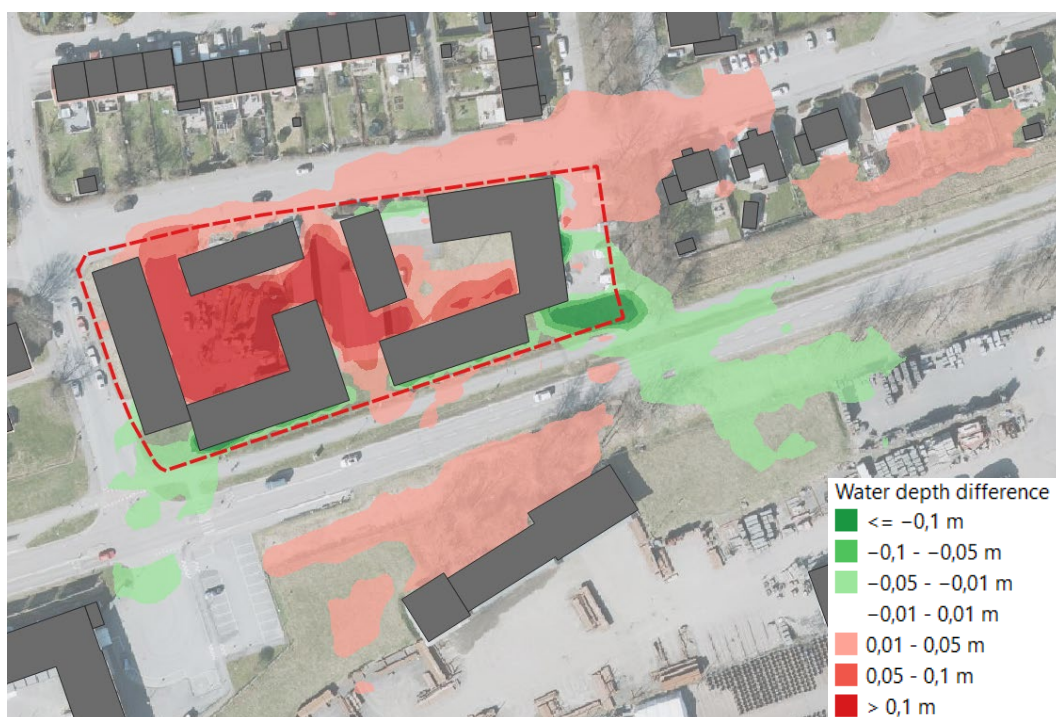 Water depth difference
<= −0,1 m
−0,1 - −0,05 m
−0,05 - −0,01 m
−0,01 - 0,01 m
0,01 - 0,05 m
0,05 - 0,1 m
> 0,1 m